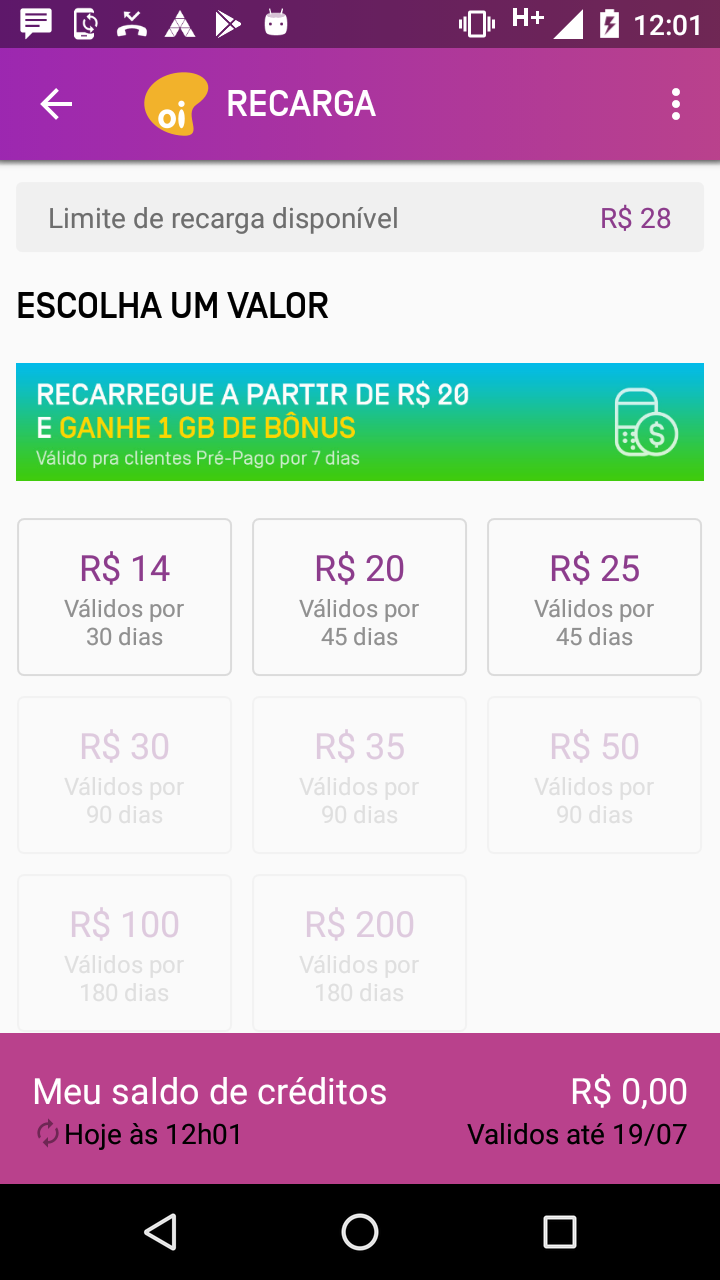 H+ 12:01
oi RECARGA
Limite de recarga disponível R$ 28
ESCOLHA UM VALOR
RECARREGUE A PARTIR DE R$ 20
E GANHE 1 GB DE BÔNUS
Válido pra clientes Pré-Pago por 7 dias
R$ 14
Válidos por
30 dias
R$ 20
Válidos por
45 dias
R$ 25
Válidos por
45 dias
R$ 30
Válidos por
90 dias
R$ 35
Válidos por
90 dias
R$ 50
Válidos por
90 dias
R$ 100
Válidos por
180 dias
R$ 200
Válidos por
180 dias
Meu saldo de créditos R$ 0,00
Hoje às 12h01 Validos até 19/07